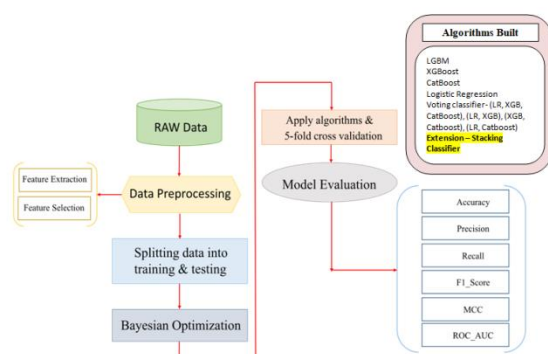 RAW Data
Feature Extraction
Feature Selection
Data Preprocessing
Splitting data into
training & testing
Bayesian Optimization
Apply algorithms &
5-fold cross validation
Model Evaluation
Algorithms Built
LGBM
XGBoost
CatBoost
Logistic Regression
Voting classifier- (LR, XGB,
CatBoost), (LR, XGB), (XGB,
Catboost), (LR, Catboost)
Extension – Stacking
Classifier
Accuracy
Precision
Recall
F1_Score
MCC
ROC_AUC